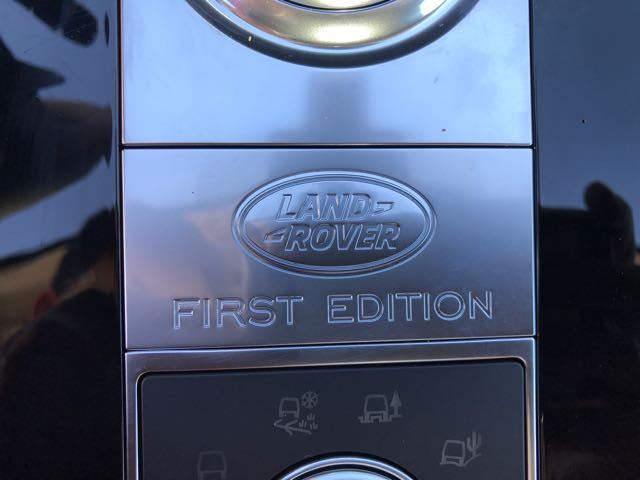 LAND-
-ROVER
FIRST EDITION